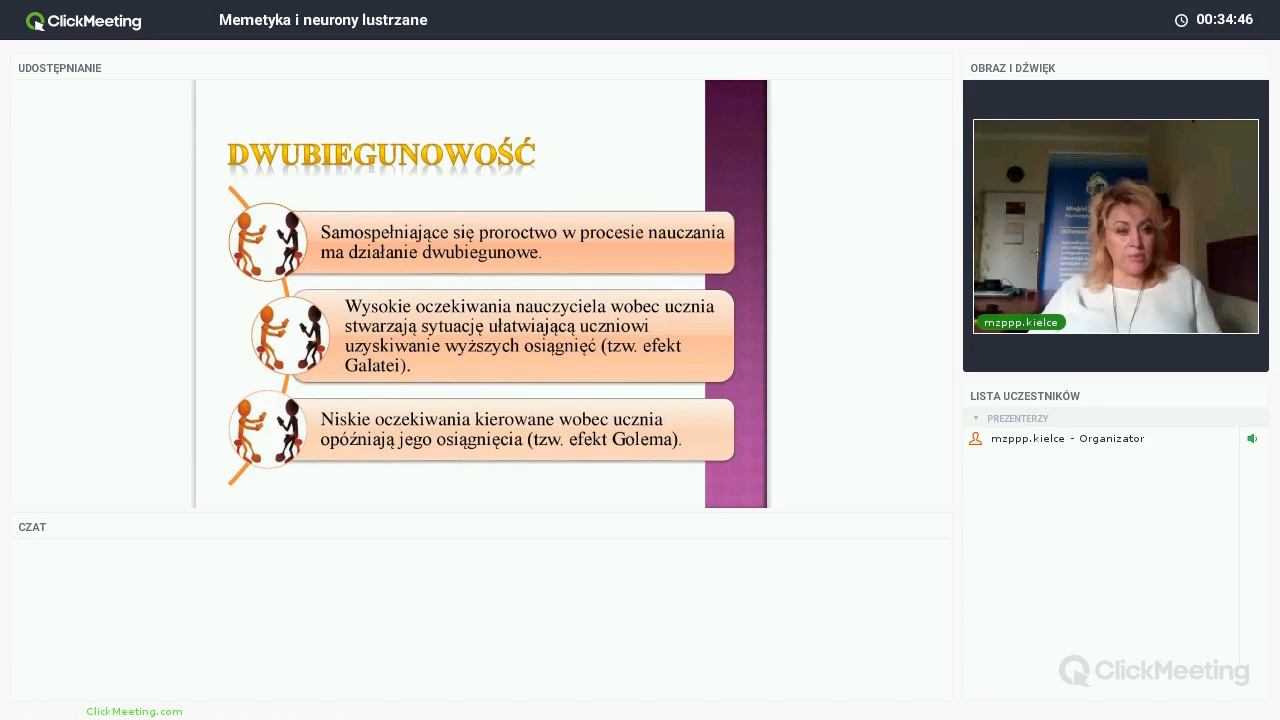 ClickMeeting
Memetyka i neurony lustrzane
00:34:46
UDOSTĘPNIANIE
DWUBIEGUNOWOŚĆ
Samospełniające się proroctwo w procesie nauczania
ma działanie dwubiegunowe.
Wysokie oczekiwania nauczyciela wobec ucznia
stwarzają sytuację ułatwiającą uczniowi
uzyskiwanie wyższych osiągnięć (tzw. efekt
Galatei).
Niskie oczekiwania kierowane wobec ucznia
opóźniają jego osiągnięcia (tzw. efekt Golema).
CZAT
OBRAZ I DŹWIĘK
mzppp.kielce
LISTA UCZESTNIKÓW
PREZENTERZY
mzppp.kielce - Organizator
ClickMeeting
ClickMeeting.com